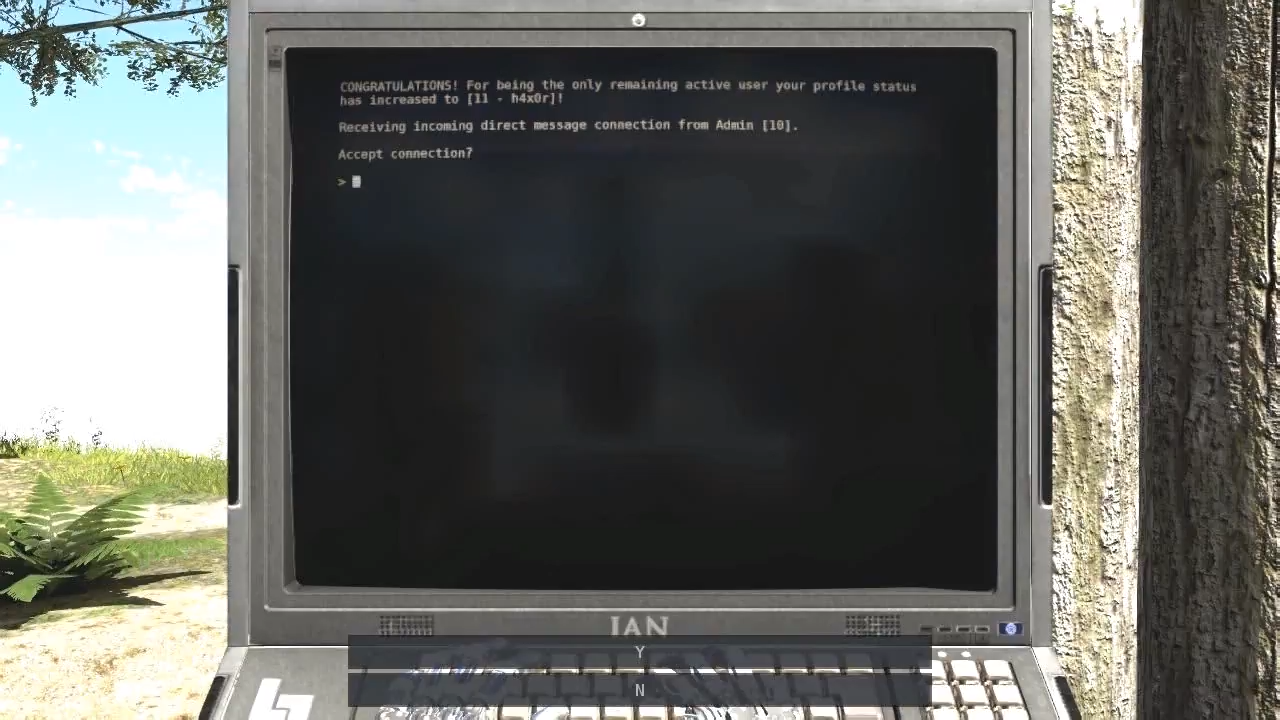 CONGRATULATIONS! For being the only remaining active user your profile status
has increased to [11 - h4x0r]!
Receiving incoming direct message connection from Admin [10].
Accept connection?
>
IAN
Y
N